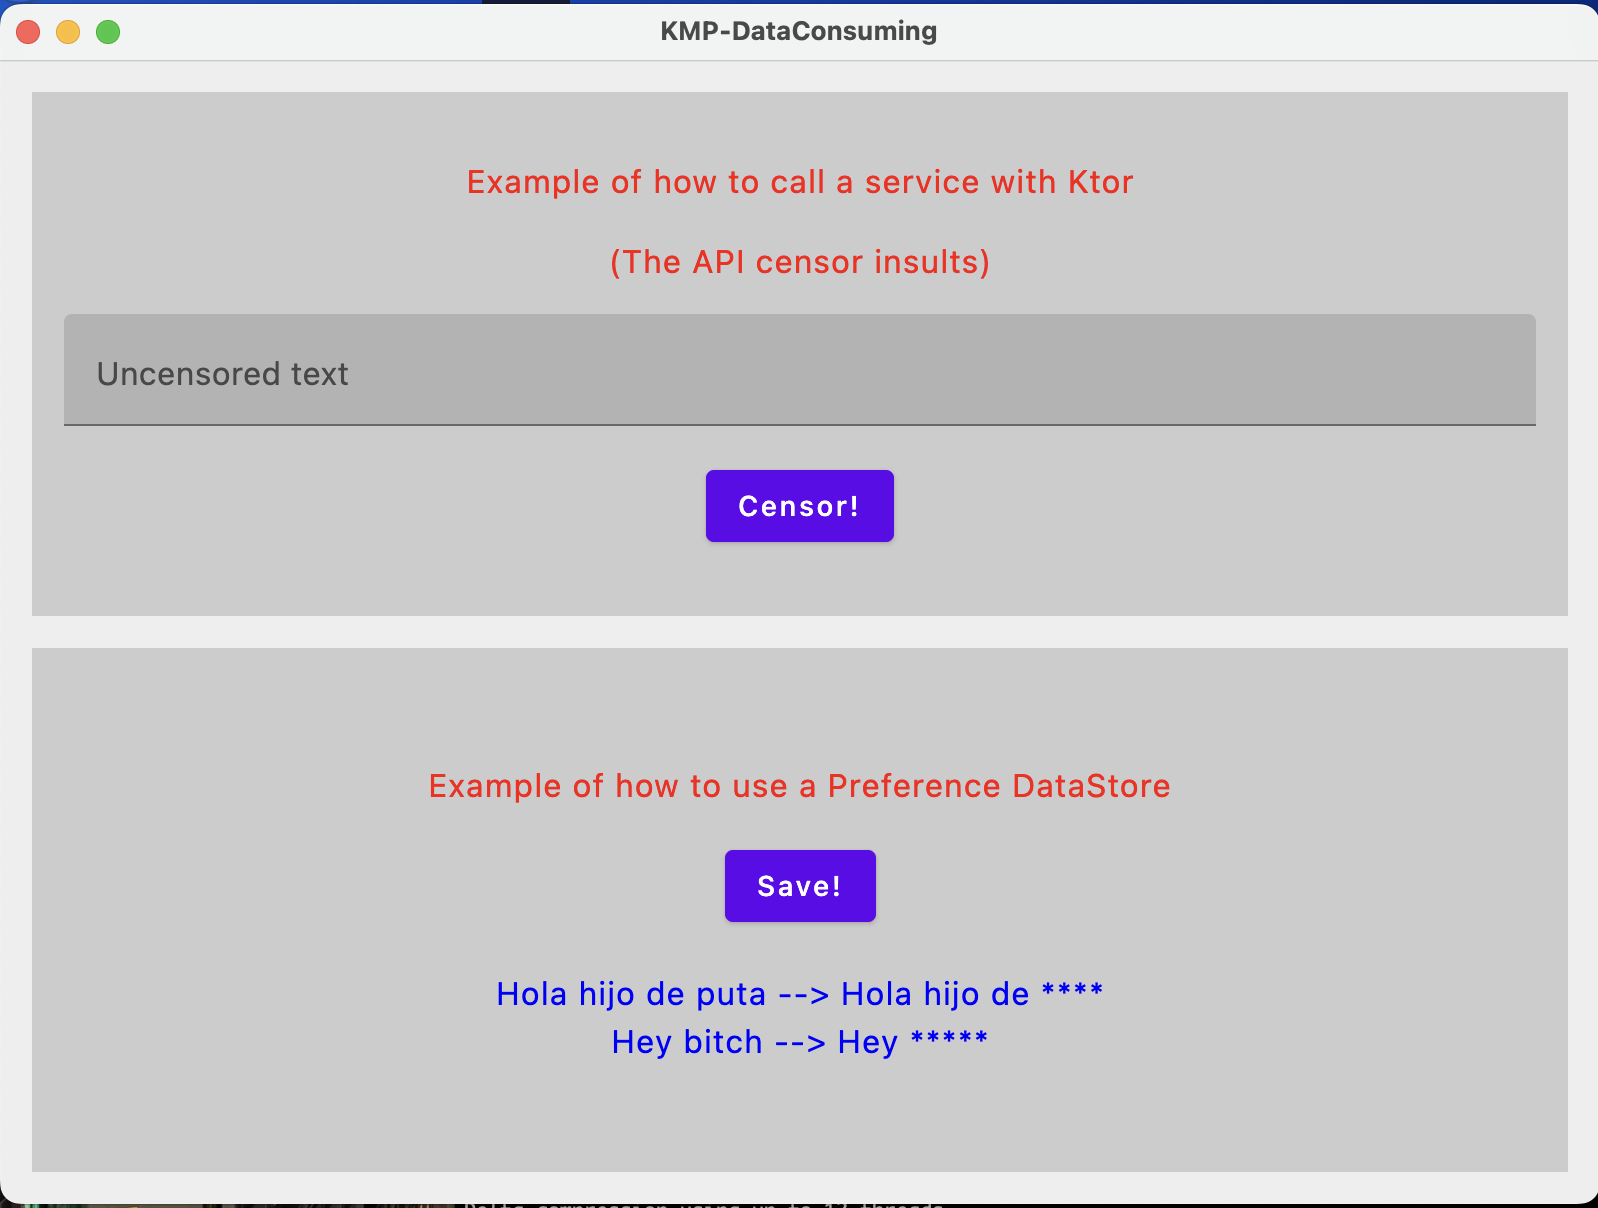 KMP-DataConsuming
Example of how to call a service with Ktor
(The API censor insults)
Uncensored text
Censor!
Example of how to use a Preference DataStore
Save!
Hola hijo de puta --> Hola hijo de ****
Hey bitch --> Hey *****